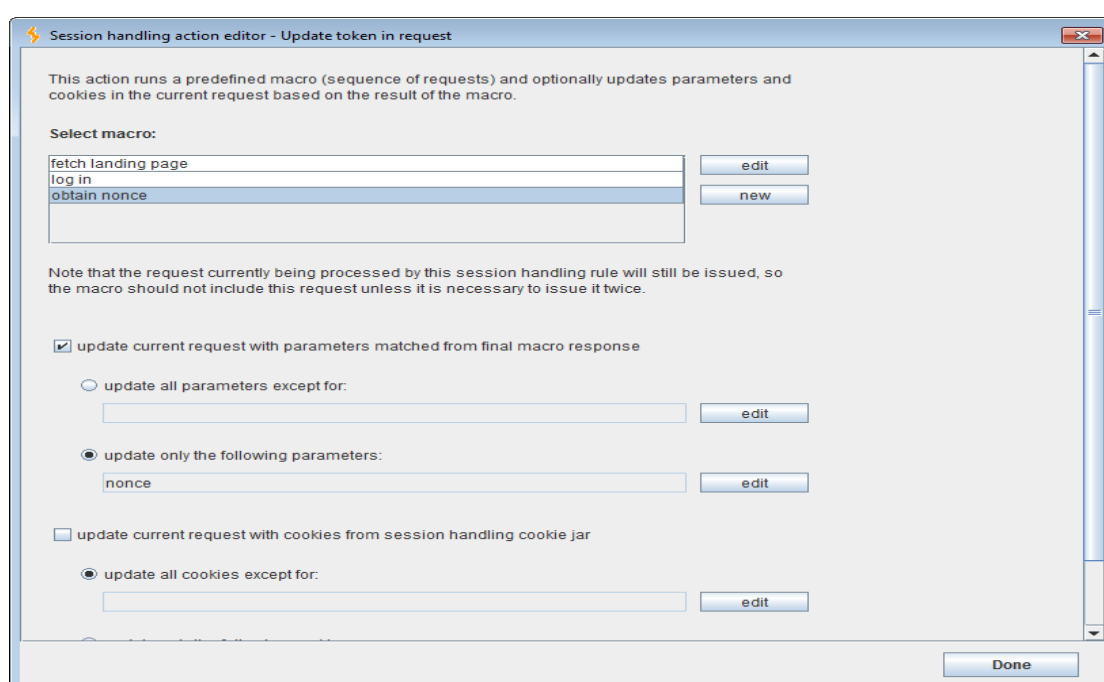 Session handling action editor - Update token in request
This action runs a predefined macro (sequence of requests) and optionally updates parameters and
cookies in the current request based on the result of the macro.
Select macro:
fetch landing page
edit
log in
obtain nonce
new
Note that the request currently being processed by this session handling rule will still be issued, so
the macro should not include this request unless it is necessary to issue it twice.
update current request with parameters matched from final macro response
update all parameters except for:
edit
update only the following parameters:
nonce
edit
update current request with cookies from session handling cookie jar
update all cookies except for:
edit
Done